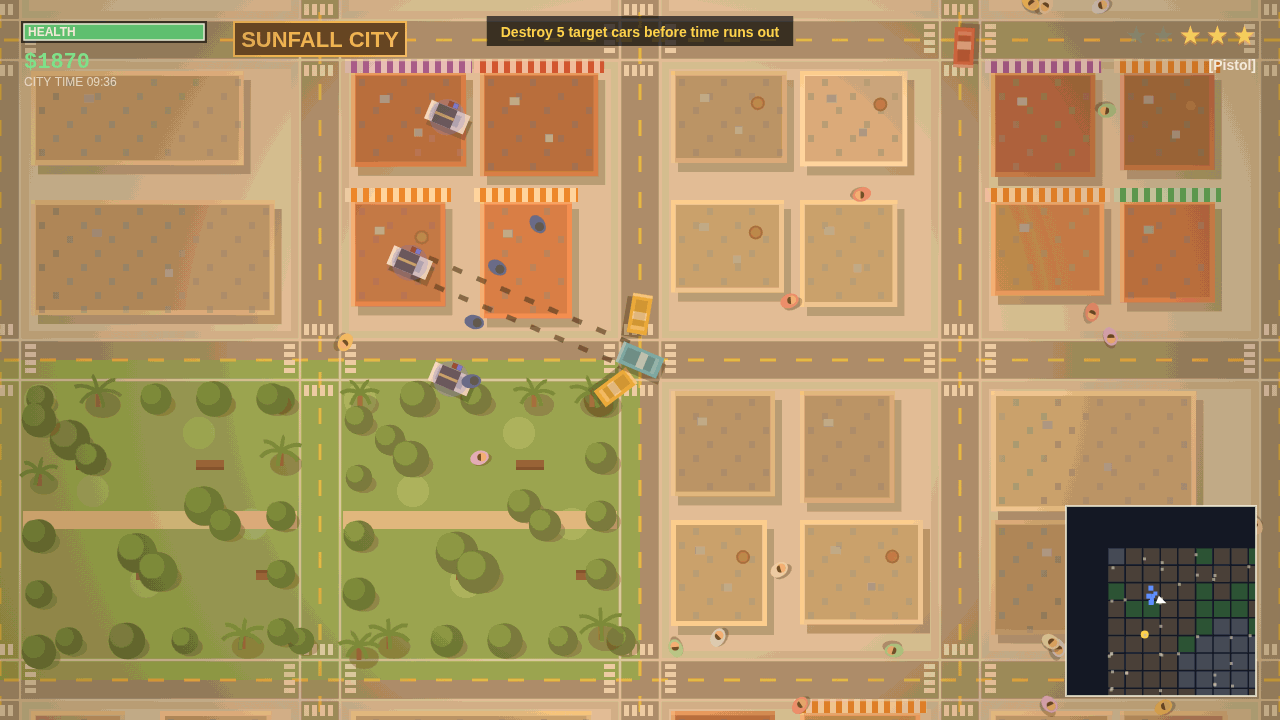 HEALTH
$1870
CITY TIME 09:36
SUNFALL CITY
Destroy 5 target cars before time runs out
[Pistol]